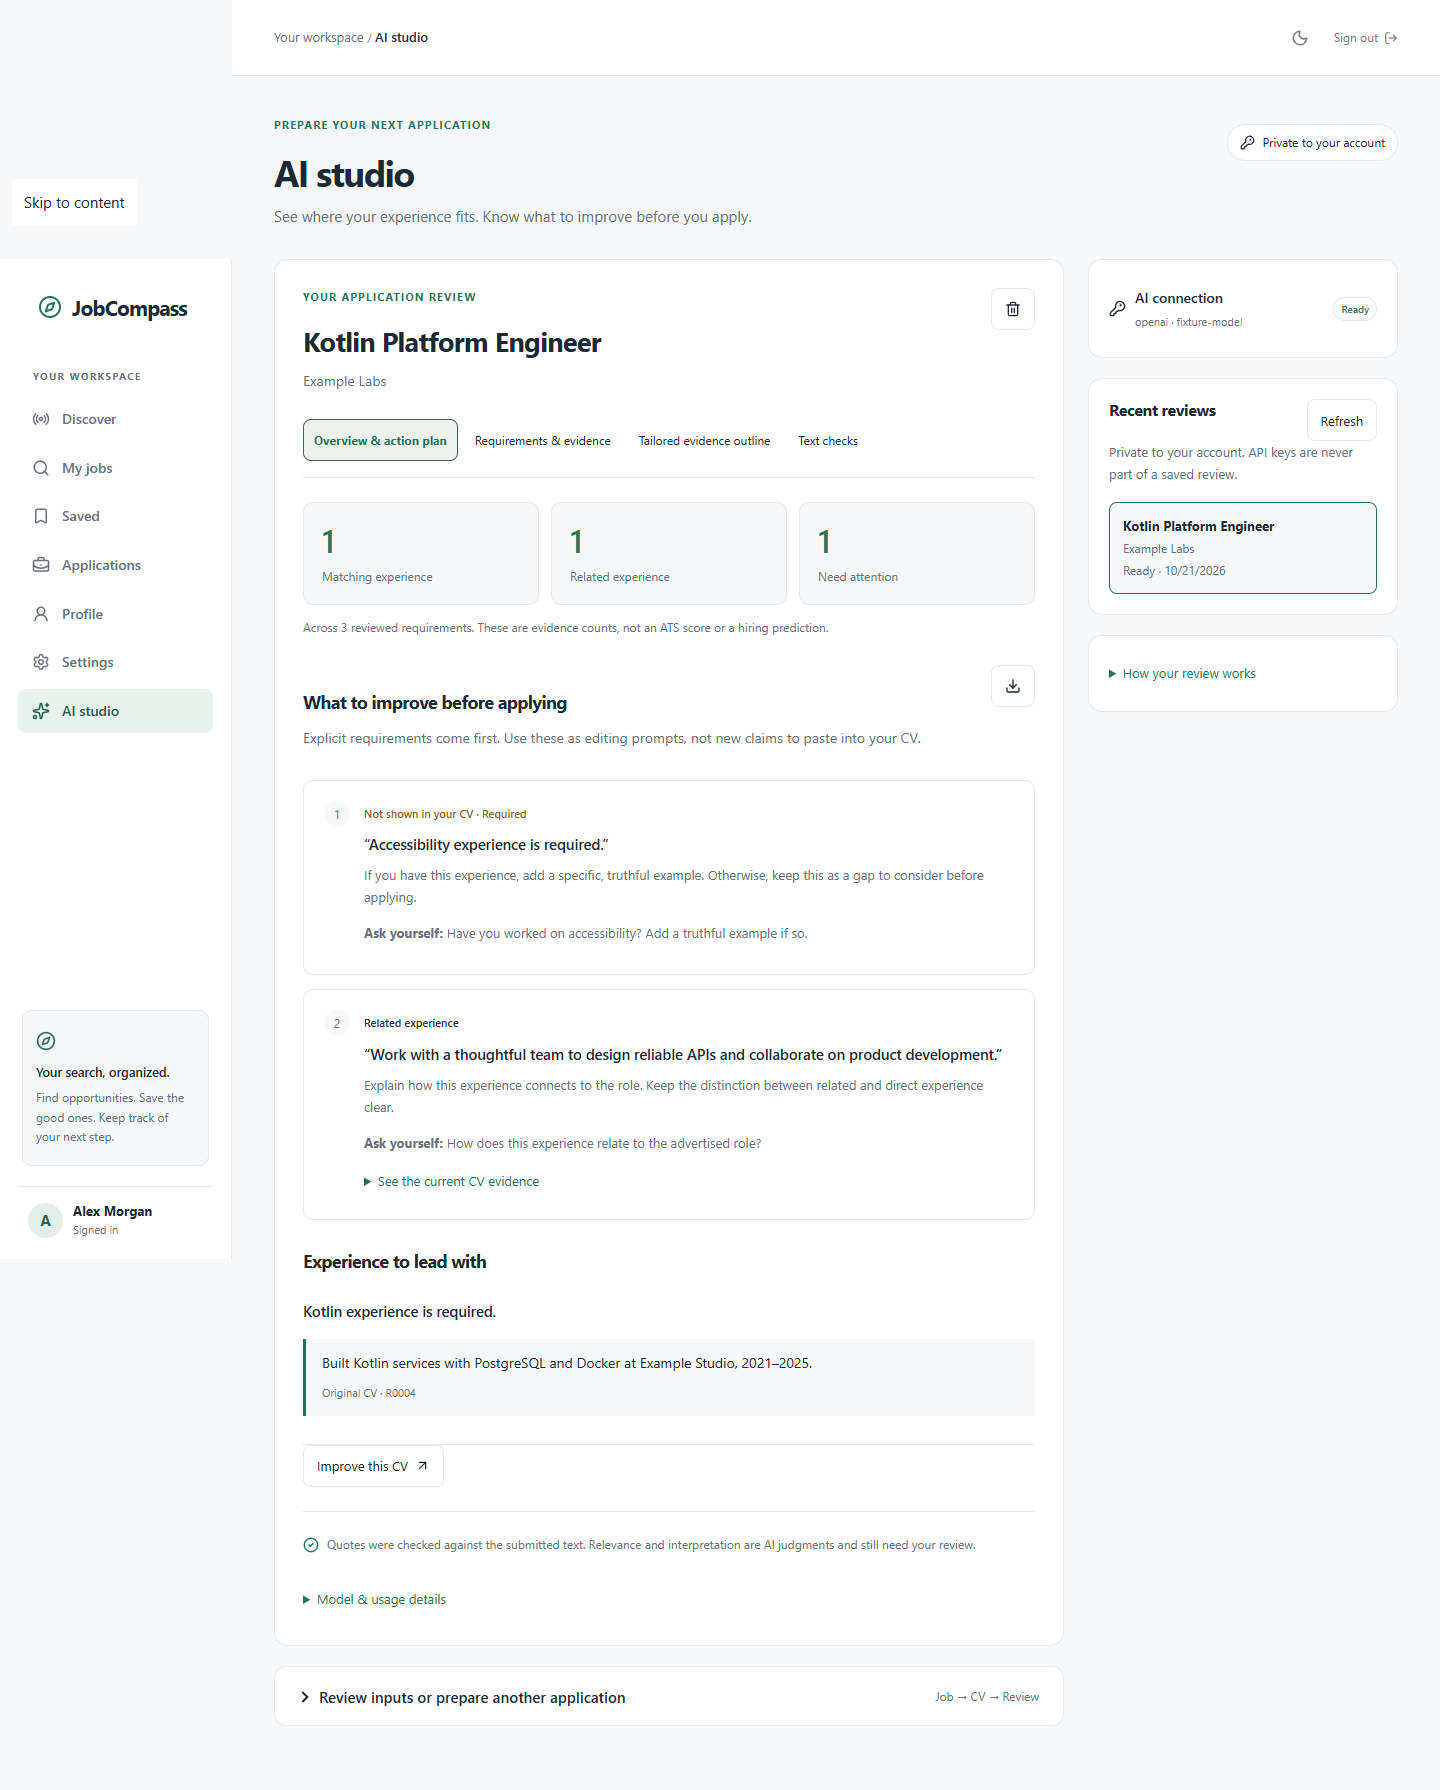 Your workspace / AI studio
Sign out
PREPARE YOUR NEXT APPLICATION
AI studio
See where your experience fits. Know what to improve before you apply.
Private to your account
Skip to content
JobCompass
YOUR WORKSPACE
Discover
My jobs
Saved
Applications
Profile
Settings
AI studio
Your search, organized.
Find opportunities. Save the
good ones. Keep track of
your next step.
A
Alex Morgan
Signed in
YOUR APPLICATION REVIEW
Kotlin Platform Engineer
Example Labs
Overview & action plan
Requirements & evidence
Tailored evidence outline
Text checks
1
Matching experience
1
Related experience
1
Need attention
Across 3 reviewed requirements. These are evidence counts, not an ATS score or a hiring prediction.
What to improve before applying
Explicit requirements come first. Use these as editing prompts, not new claims to paste into your CV.
1
Not shown in your CV · Required
“Accessibility experience is required.”
If you have this experience, add a specific, truthful example. Otherwise, keep this as a gap to consider before
applying.
Ask yourself: Have you worked on accessibility? Add a truthful example if so.
2
Related experience
“Work with a thoughtful team to design reliable APIs and collaborate on product development.”
Explain how this experience connects to the role. Keep the distinction between related and direct experience
clear.
Ask yourself: How does this experience relate to the advertised role?
See the current CV evidence
Experience to lead with
Kotlin experience is required.
Built Kotlin services with PostgreSQL and Docker at Example Studio, 2021–2025.
Original CV · R0004
Improve this CV
Quotes were checked against the submitted text. Relevance and interpretation are AI judgments and still need your review.
Model & usage details
Review inputs or prepare another application
Job → CV → Review
AI connection
openai · fixture-model
Ready
Recent reviews
Refresh
Private to your account. API keys are never
part of a saved review.
Kotlin Platform Engineer
Example Labs
Ready · 10/21/2026
How your review works